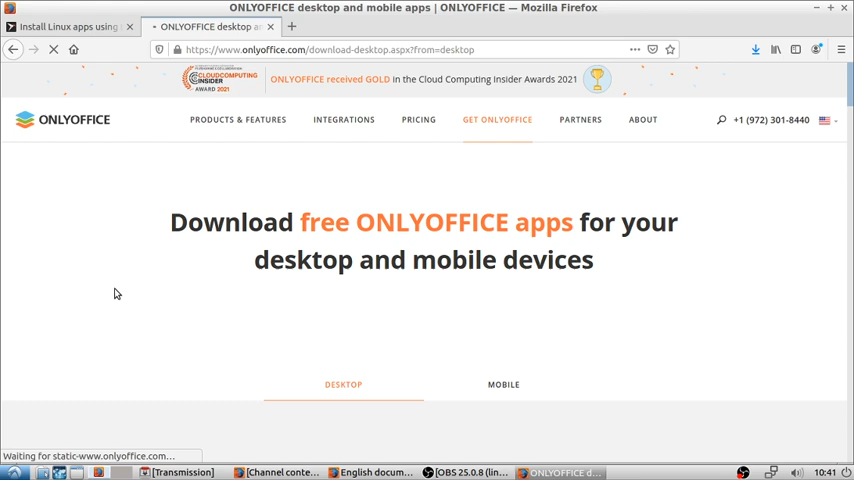 ONLYOFFICE desktop and mobile apps | ONLYOFFICE — Mozilla Firefox
Install Linux apps using
ONLYOFFICE desktop a
https://www.onlyoffice.com/download-desktop.aspx?from=desktop
CLOUDCOMPUTING
INSIDER
AWARD 2021
ONLYOFFICE received GOLD in the Cloud Computing Insider Awards 2021
ONLYOFFICE
PRODUCTS & FEATURES
INTEGRATIONS
PRICING
GET ONLYOFFICE
PARTNERS
ABOUT
+1 (972) 301-8440
Download free ONLYOFFICE apps for your
desktop and mobile devices
DESKTOP
MOBILE
Waiting for static-www.onlyoffice.com...
[Transmission]
[Channel conte...
English docum...
[OBS 25.0.8 (lin...
ONLYOFFICE d...
10:41